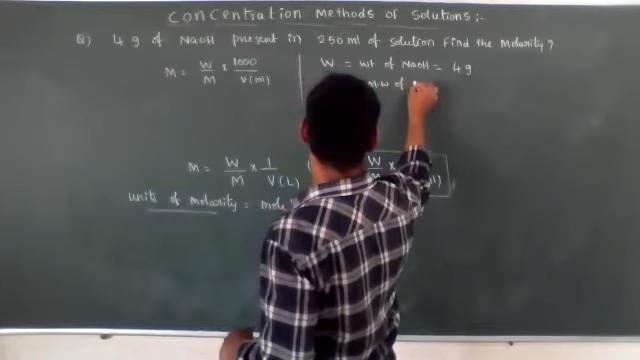 Concentration Methods of Solutions:-
Q) 4 g of NaOH present in 250 ml of solution Find the Molarity?
M = W/M × 1000/V(ml)
W = wt of NaOH = 4 g
M.w of
M = W/M × 1/V(L)
W/M ×
units of molarity = mole